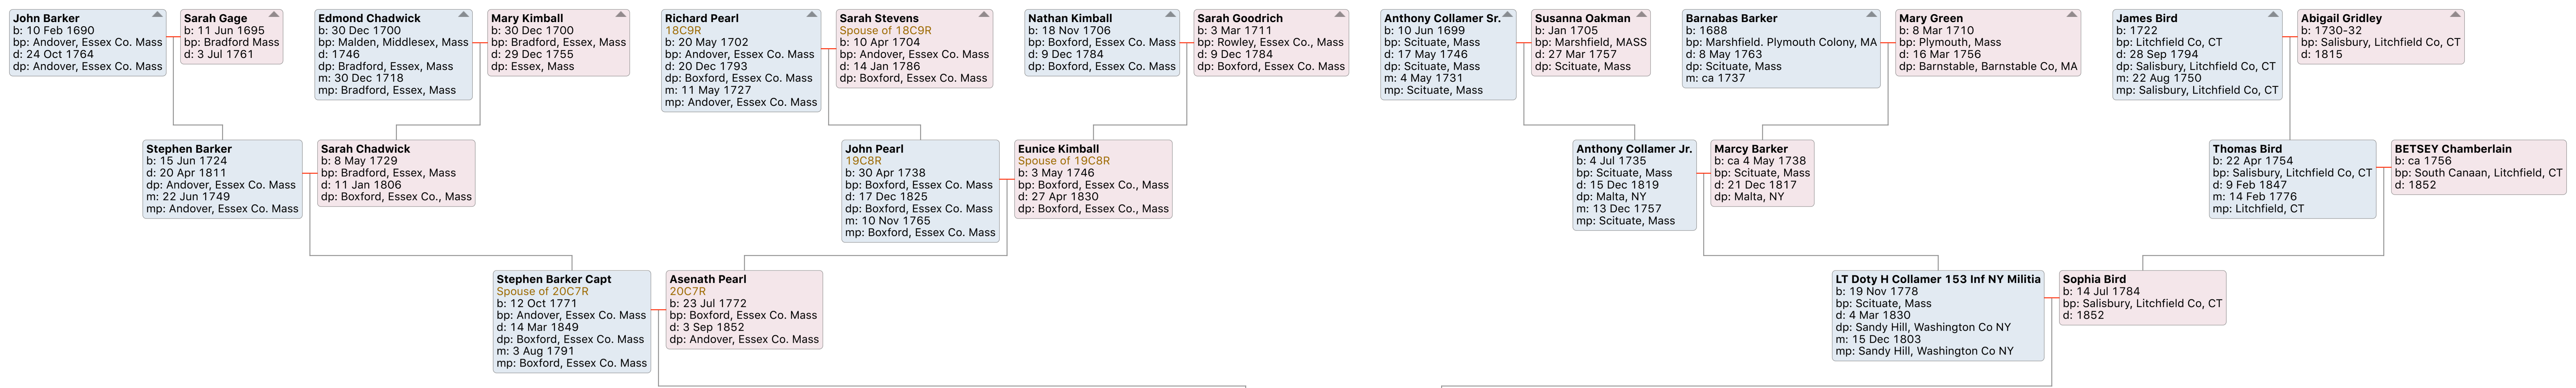 John Barker
b: 10 Feb 1690
bp: Andover, Essex Co. Mass
d: 24 Oct 1764
dp: Andover, Essex Co. Mass
Sarah Gage
b: 11 Jun 1695
bp: Bradford Mass
d: 3 Jul 1761
Edmond Chadwick
b: 30 Dec 1700
bp: Malden, Middlesex, Mass
d: 1746
dp: Bradford, Essex, Mass
m: 30 Dec 1718
mp: Bradford, Essex, Mass
Mary Kimball
b: 30 Dec 1700
bp: Bradford, Essex, Mass
d: 29 Dec 1755
dp: Essex, Mass
Richard Pearl
18C9R
b: 20 May 1702
bp: Andover, Essex Co. Mass
d: 20 Dec 1793
dp: Boxford, Essex Co. Mass
m: 11 May 1727
mp: Andover, Essex Co. Mass
Sarah Stevens
Spouse of 18C9R
b: 10 Apr 1704
bp: Andover, Essex Co. Mass
d: 14 Jan 1786
dp: Boxford, Essex Co. Mass
Nathan Kimball
b: 18 Nov 1706
bp: Boxford, Essex Co. Mass
d: 9 Dec 1784
dp: Boxford, Essex Co. Mass
Sarah Goodrich
b: 3 Mar 1711
bp: Rowley, Essex Co., Mass
d: 9 Dec 1784
dp: Boxford, Essex Co. Mass
Anthony Collamer Sr.
b: 10 Jun 1699
bp: Scituate, Mass
d: 17 May 1746
dp: Scituate, Mass
m: 4 May 1731
mp: Scituate, Mass
Susanna Oakman
b: Jan 1705
bp: Marshfield, MASS
d: 27 Mar 1757
dp: Scituate, Mass
Barnabas Barker
b: 1688
bp: Marshfield. Plymouth Colony, MA
d: 8 May 1763
dp: Scituate, Mass
m: ca 1737
Mary Green
b: 8 Mar 1710
bp: Plymouth, Mass
d: 16 Mar 1756
dp: Barnstable, Barnstable Co, MA
James Bird
b: 1722
bp: Litchfield Co, CT
d: 28 Sep 1794
dp: Salisbury, Litchfield Co, CT
m: 22 Aug 1750
mp: Salisbury, Litchfield Co, CT
Abigail Gridley
b: 1730-32
bp: Salisbury, Litchfield Co, CT
d: 1815
Stephen Barker
b: 15 Jun 1724
d: 20 Apr 1811
dp: Andover, Essex Co. Mass
m: 22 Jun 1749
mp: Andover, Essex Co. Mass
Sarah Chadwick
b: 8 May 1729
bp: Bradford, Essex, Mass
d: 11 Jan 1806
dp: Boxford, Essex Co., Mass
John Pearl
19C8R
b: 30 Apr 1738
bp: Boxford, Essex Co. Mass
d: 17 Dec 1825
dp: Boxford, Essex Co. Mass
m: 10 Nov 1765
mp: Boxford, Essex Co. Mass
Eunice Kimball
Spouse of 19C8R
b: 3 May 1746
bp: Boxford, Essex Co., Mass
d: 27 Apr 1830
dp: Boxford, Essex Co., Mass
Anthony Collamer Jr.
b: 4 Jul 1735
bp: Scituate, Mass
d: 15 Dec 1819
dp: Malta, NY
m: 13 Dec 1757
mp: Scituate, Mass
Marcy Barker
b: ca 4 May 1738
bp: Scituate, Mass
d: 21 Dec 1817
dp: Malta, NY
Thomas Bird
b: 22 Apr 1754
bp: Salisbury, Litchfield Co, CT
d: 9 Feb 1847
m: 14 Feb 1776
mp: Litchfield, CT
BETSEY Chamberlain
b: ca 1756
bp: South Canaan, Litchfield, CT
d: 1852
Stephen Barker Capt
Spouse of 20C7R
b: 12 Oct 1771
bp: Andover, Essex Co. Mass
d: 14 Mar 1849
dp: Boxford, Essex Co. Mass
m: 3 Aug 1791
mp: Boxford, Essex Co. Mass
Asenath Pearl
20C7R
b: 23 Jul 1772
bp: Boxford, Essex Co. Mass
d: 3 Sep 1852
dp: Andover, Essex Co. Mass
LT Doty H Collamer 153 Inf NY Militia
b: 19 Nov 1778
bp: Scituate, Mass
d: 4 Mar 1830
dp: Sandy Hill, Washington Co NY
m: 15 Dec 1803
mp: Sandy Hill, Washington Co NY
Sophia Bird
b: 14 Jul 1784
bp: Salisbury, Litchfield Co, CT
d: 1852